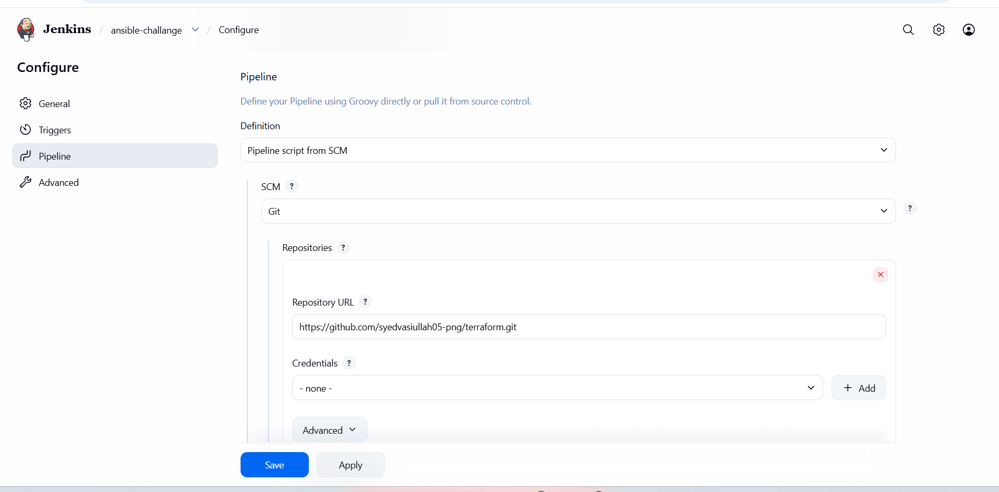 Jenkins / ansible-challange / Configure
Configure
General
Triggers
Pipeline
Advanced
Pipeline
Define your Pipeline using Groovy directly or pull it from source control.
Definition
Pipeline script from SCM
SCM ?
Git
?
Repositories ?
Repository URL ?
https://github.com/syedvasiullah05-png/terraform.git
Credentials ?
- none -
+ Add
Advanced
Save
Apply